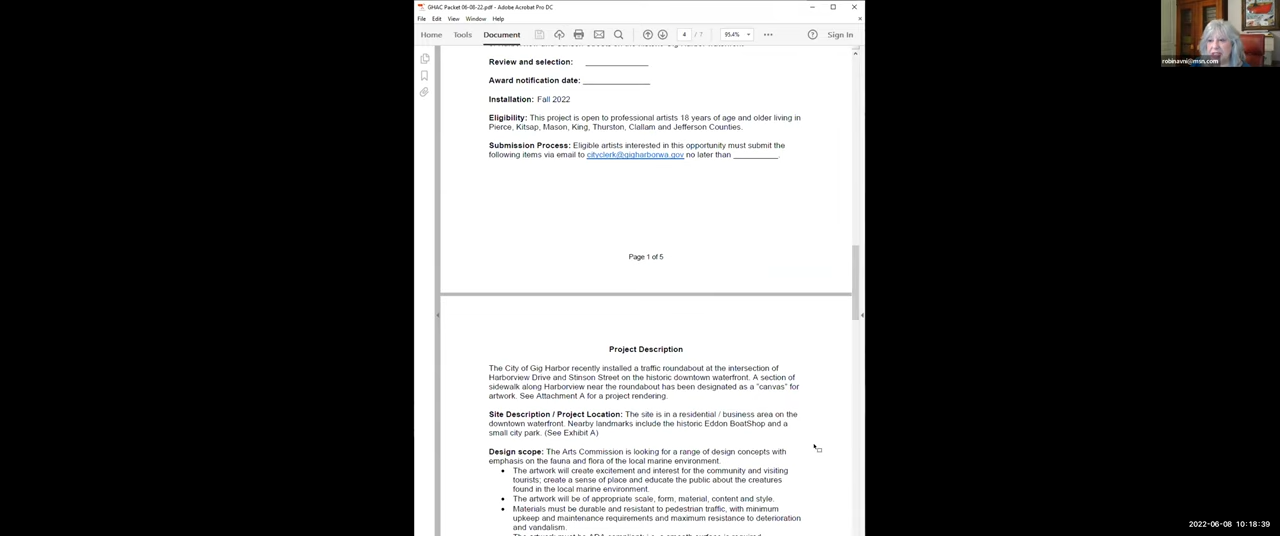 GHAC Packet 06-08-22.pdf - Adobe Acrobat Pro DC
File Edit View Window Help
Home Tools Document 4 / 7 95.4% Sign In
Review and selection: ____________
Award notification date: ____________
Installation: Fall 2022
Eligibility: This project is open to professional artists 18 years of age and older living in
Pierce, Kitsap, Mason, King, Thurston, Clallam and Jefferson Counties.
Submission Process: Eligible artists interested in this opportunity must submit the
following items via email to cityclerk@gigharborwa.gov no later than __________.
Page 1 of 5
Project Description
The City of Gig Harbor recently installed a traffic roundabout at the intersection of
Harborview Drive and Stinson Street on the historic downtown waterfront. A section of
sidewalk along Harborview near the roundabout has been designated as a "canvas" for
artwork. See Attachment A for a project rendering.
Site Description / Project Location: The site is in a residential / business area on the
downtown waterfront. Nearby landmarks include the historic Eddon BoatShop and a
small city park. (See Exhibit A)
Design scope: The Arts Commission is looking for a range of design concepts with
emphasis on the fauna and flora of the local marine environment.
• The artwork will create excitement and interest for the community and visiting
tourists; create a sense of place and educate the public about the creatures
found in the local marine environment.
• The artwork will be of appropriate scale, form, material, content and style.
• Materials must be durable and resistant to pedestrian traffic, with minimum
upkeep and maintenance requirements and maximum resistance to deterioration
and vandalism.
robinavni@msn.com
2022-06-08 10:18:39